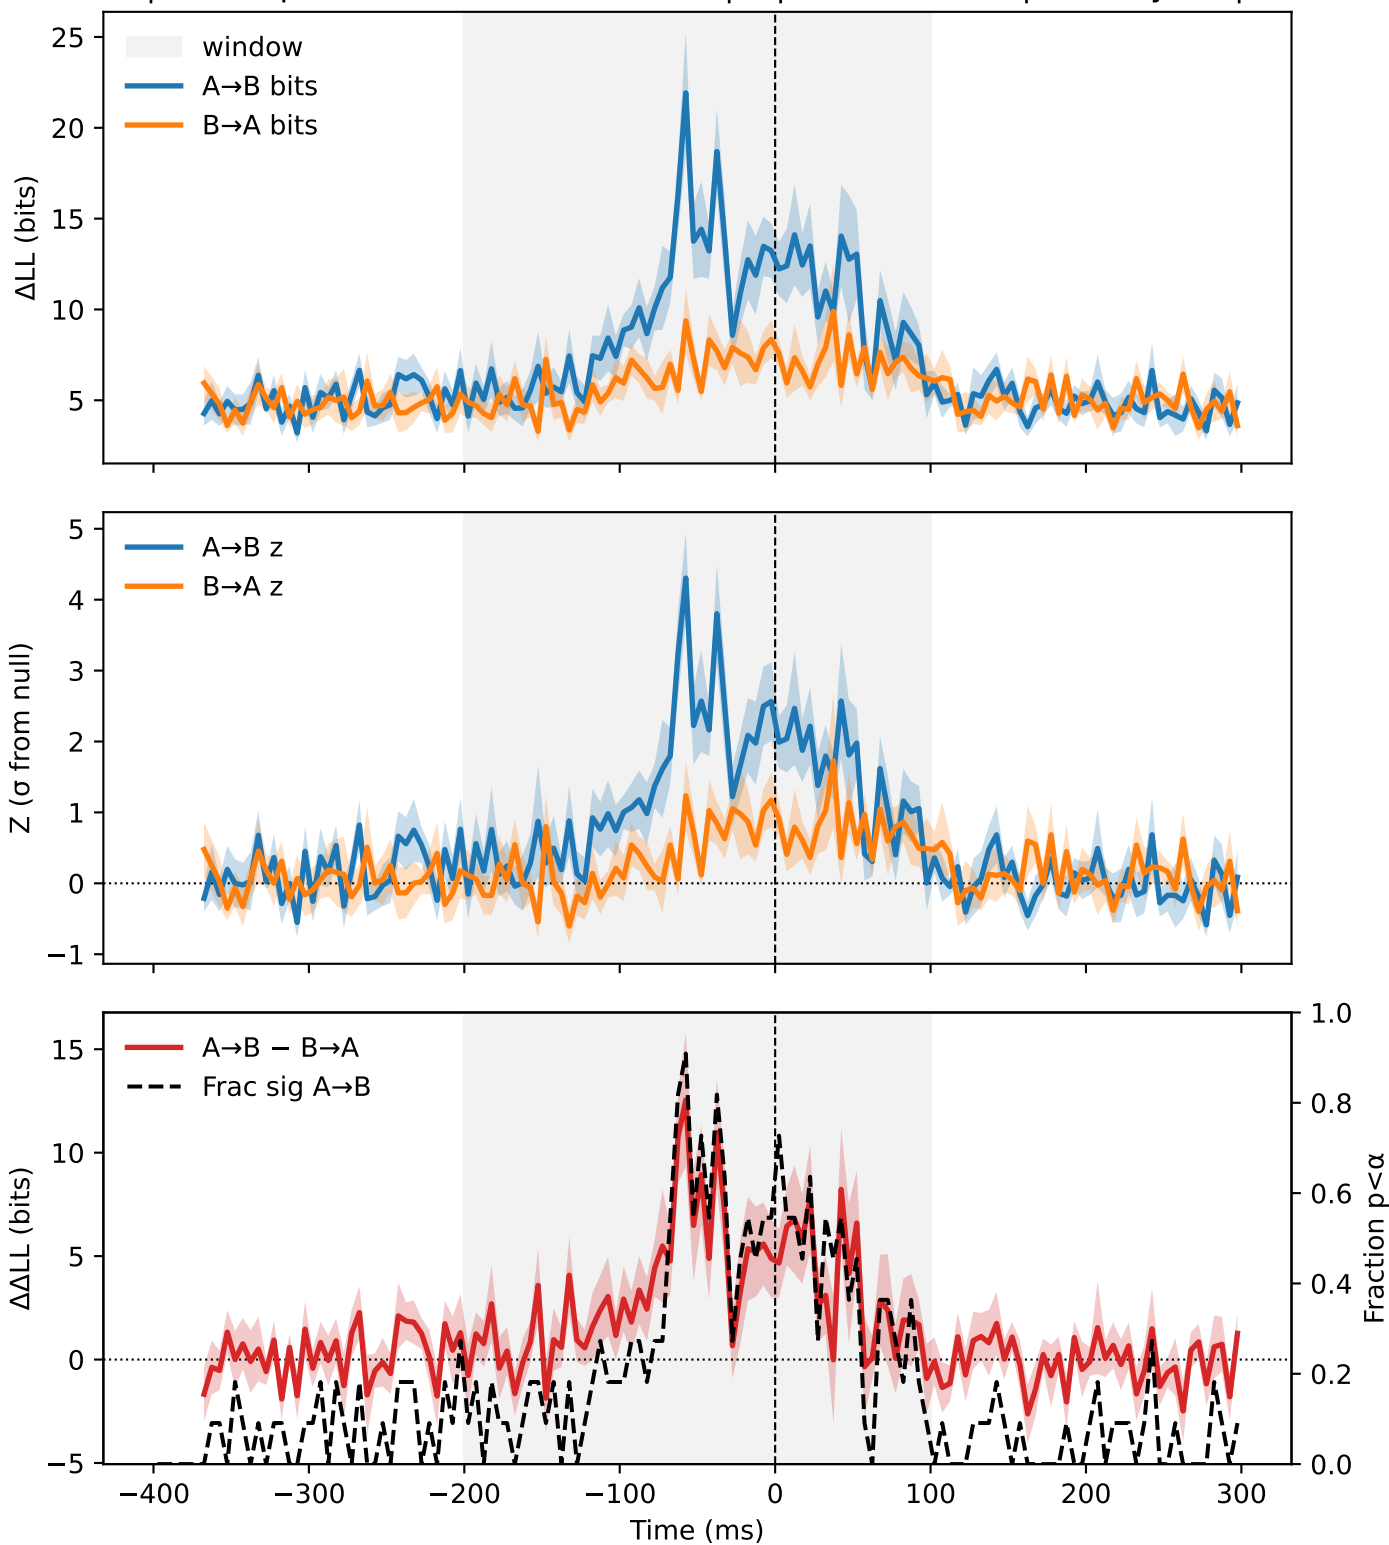 25
20
15
10
5
ΔLL (bits)
window
A→B bits
B→A bits
5
4
3
2
1
0
−1
Z (σ from null)
A→B z
B→A z
15
10
5
0
−5
ΔΔLL (bits)
A→B − B→A
Frac sig A→B
1.0
0.8
0.6
0.4
0.2
0.0
Fraction p<α
−400 −300 −200 −100 0 100 200 300
Time (ms)